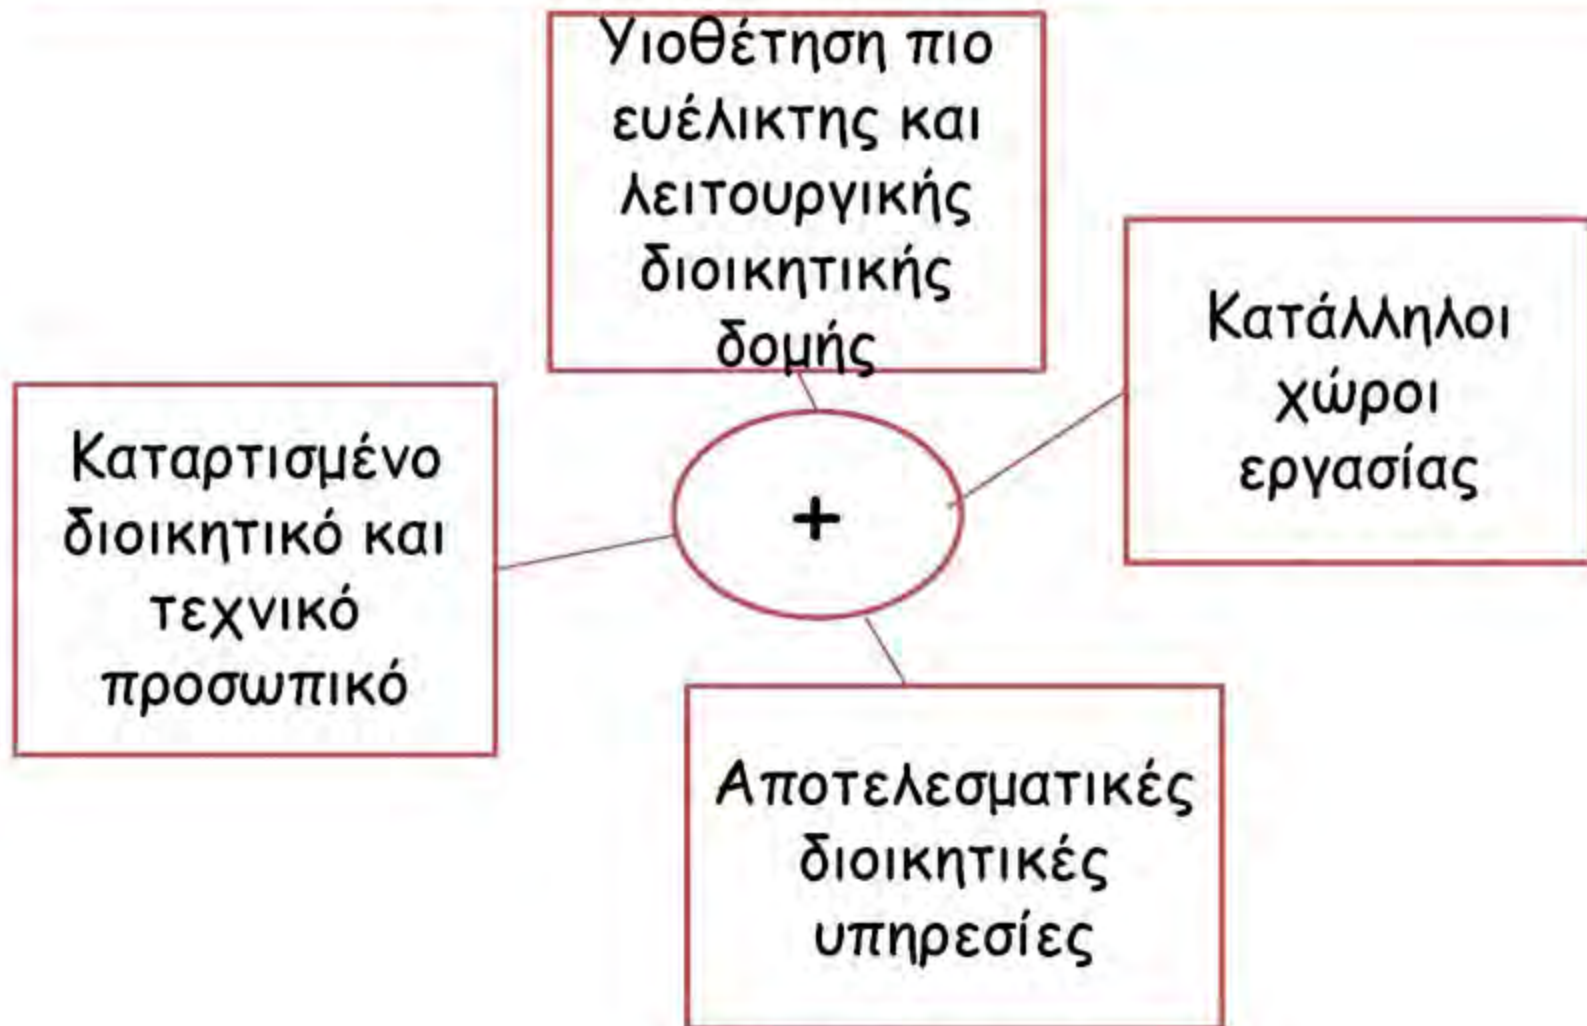 Υιοθέτηση πιο
ευέλικτης και
λειτουργικής
διοικητικής
δομής
Κατάλληλοι
χώροι
εργασίας
Καταρτισμένο
διοικητικό και
τεχνικό
προσωπικό
+
Αποτελεσματικές
διοικητικές
υπηρεσίες